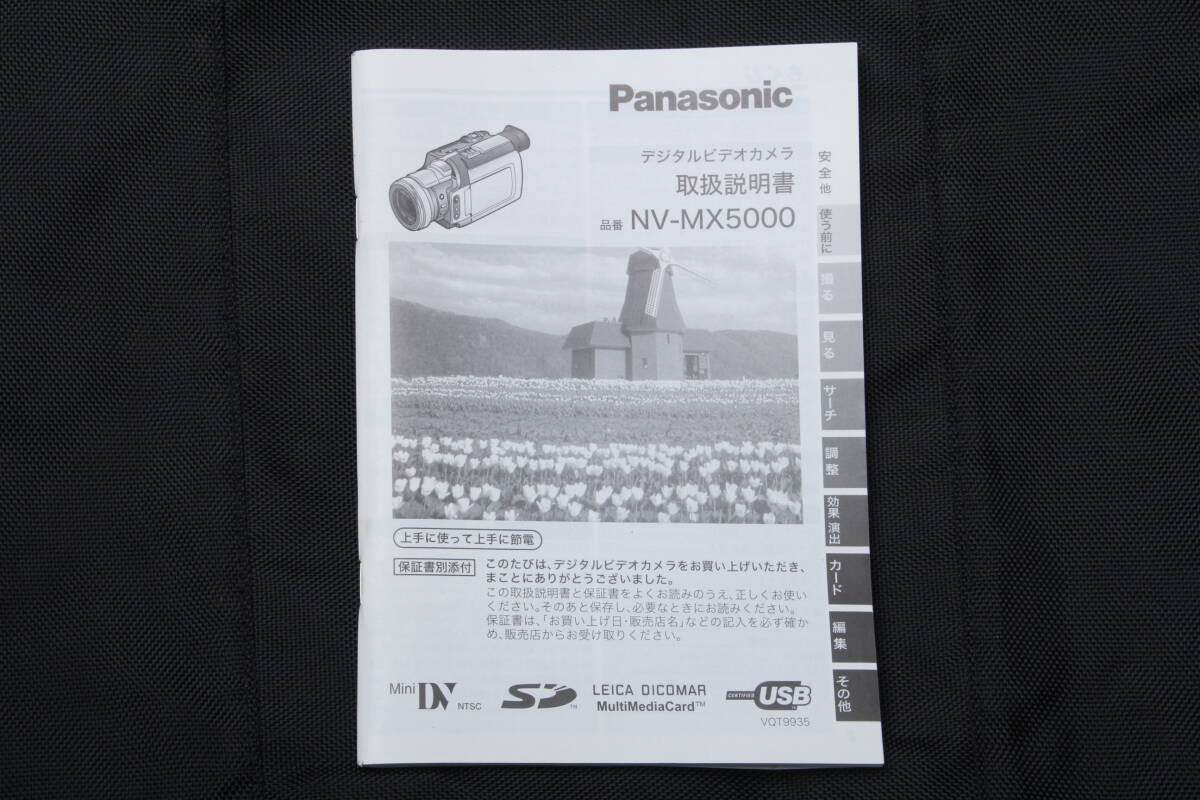 Panasonic
デジタルビデオカメラ
取扱説明書
品番 NV-MX5000
上手に使って上手に節電
保証書別添付
このたびは、デジタルビデオカメラをお買い上げいただき、
まことにありがとうございました。
この取扱説明書と保証書をよくお読みのうえ、正しくお使い
ください。そのあと保存し、必要なときにお読みください。
保証書は、「お買い上げ日・販売店名」などの記入を必ず確か
め、販売店からお受け取りください。
Mini DV NTSC
SD TM
LEICA DICOMAR
MultiMediaCard™
CERTIFIED USB
VQT9935
安全他
使う前に
撮る
見る
サーチ
調整
効果 演出
カード
編集
その他